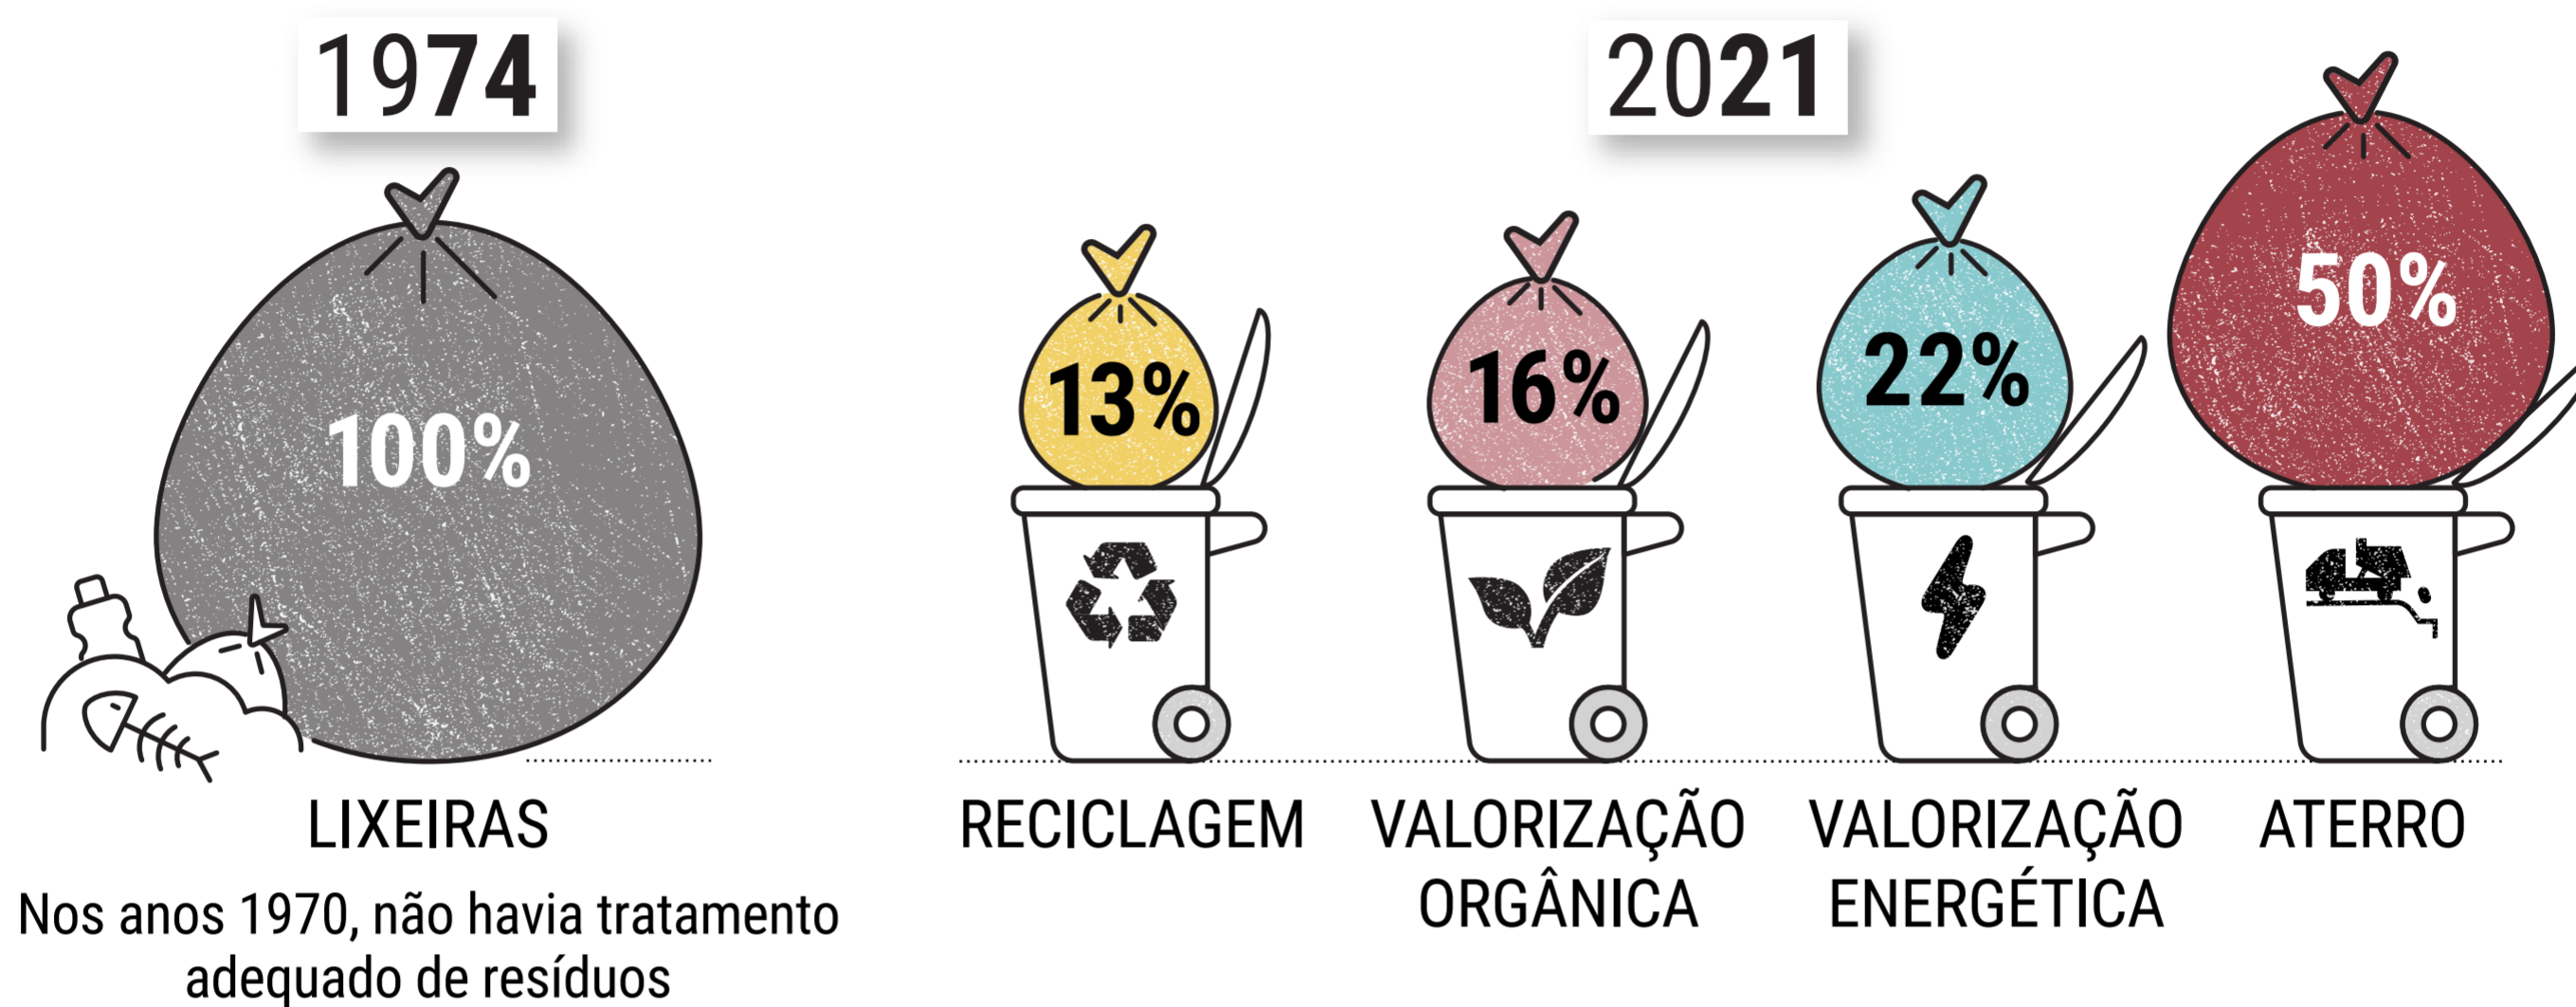 1974
100%
LIXEIRAS
Nos anos 1970, não havia tratamento
adequado de resíduos
2021
13%
16%
22%
50%
RECICLAGEM
VALORIZAÇÃO
ORGÂNICA
VALORIZAÇÃO
ENERGÉTICA
ATERRO